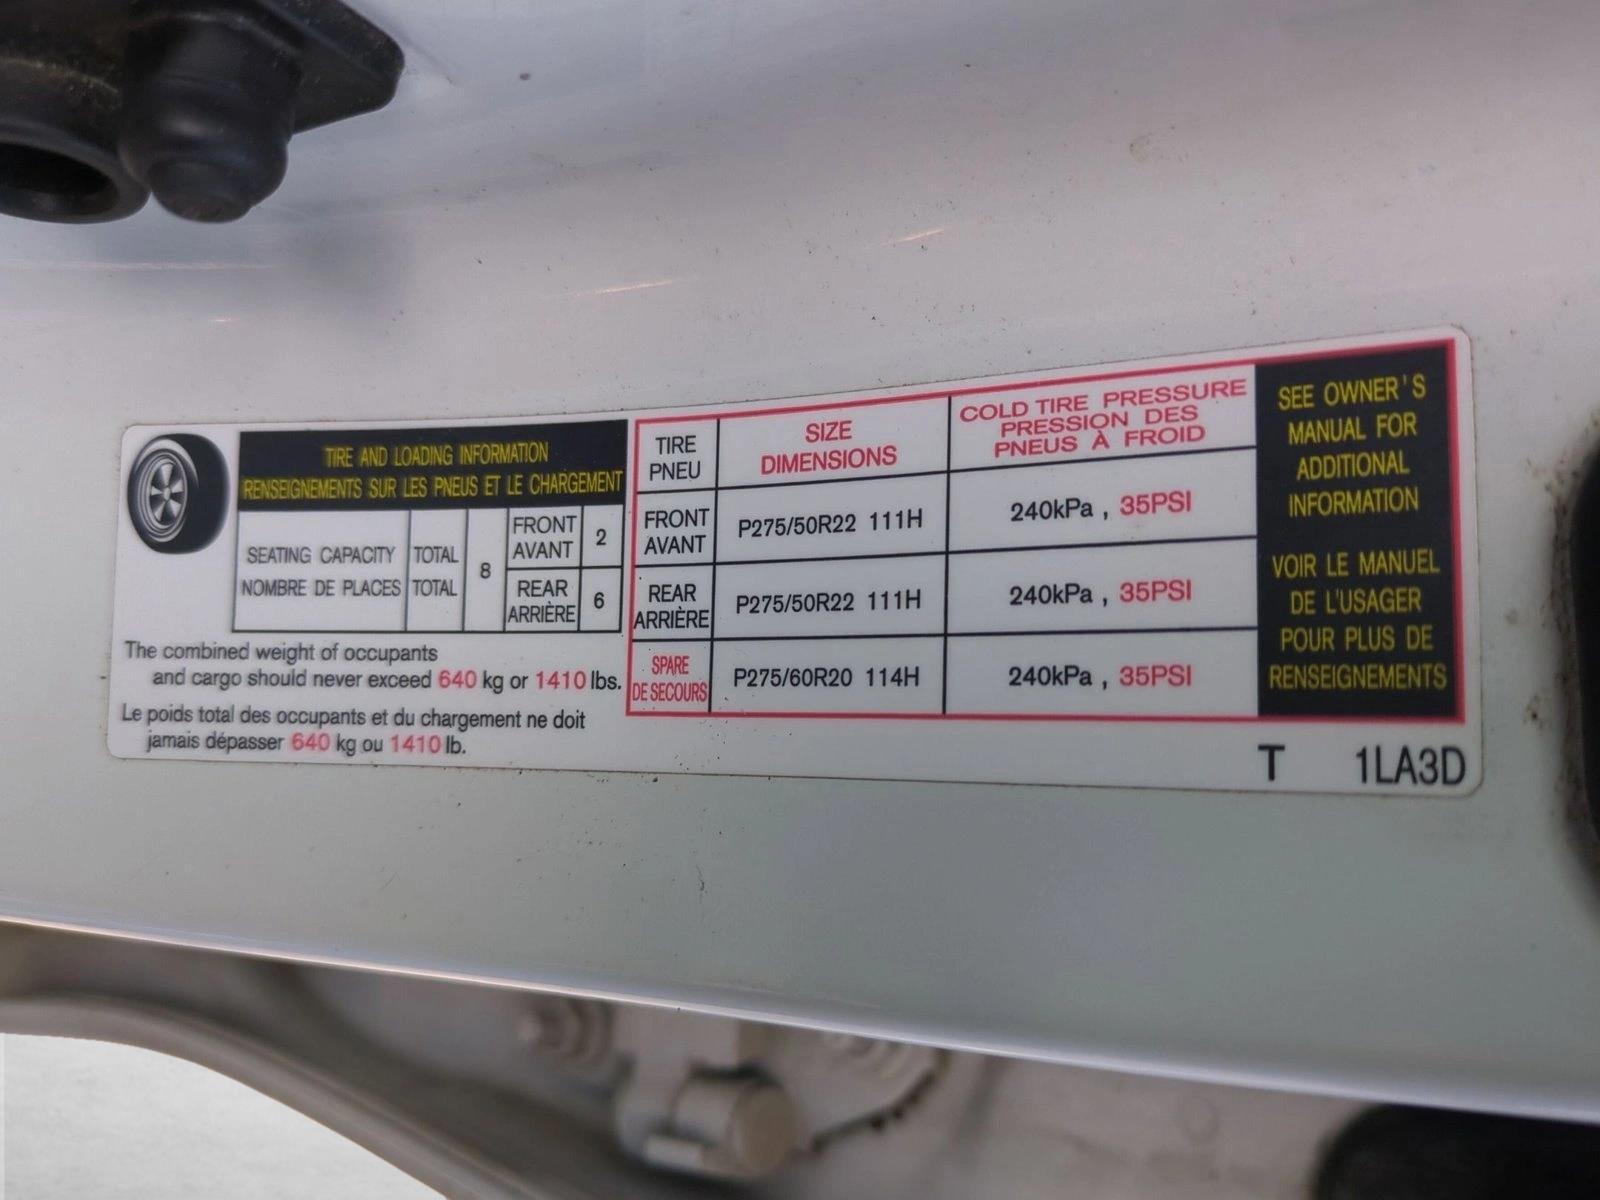 TIRE AND LOADING INFORMATION
RENSEIGNEMENTS SUR LES PNEUS ET LE CHARGEMENT
SEATING CAPACITY TOTAL
NOMBRE DE PLACES TOTAL
8
FRONT
AVANT
2
REAR
ARRIÈRE
6
The combined weight of occupants
and cargo should never exceed 640 kg or 1410 lbs.
Le poids total des occupants et du chargement ne doit
jamais dépasser 640 kg ou 1410 lb.
TIRE
PNEU
SIZE
DIMENSIONS
COLD TIRE PRESSURE
PRESSION DES
PNEUS À FROID
FRONT
AVANT
P275/50R22 111H
240kPa , 35PSI
REAR
ARRIÈRE
P275/50R22 111H
240kPa , 35PSI
SPARE
DE SECOURS
P275/60R20 114H
240kPa , 35PSI
SEE OWNER'S
MANUAL FOR
ADDITIONAL
INFORMATION
VOIR LE MANUEL
DE L'USAGER
POUR PLUS DE
RENSEIGNEMENTS
T 1LA3D